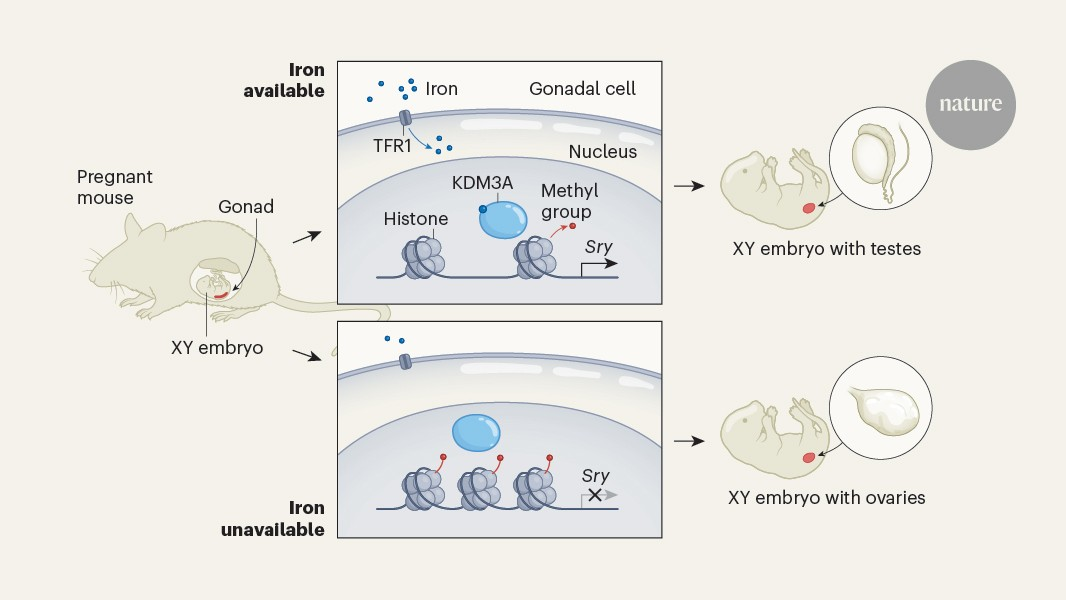 Iron
available
Iron
Gonadal cell
nature
TFR1
Nucleus
Pregnant
mouse
Gonad
KDM3A
Methyl
group
Histone
Sry
XY embryo with testes
XY embryo
Sry
Iron
unavailable
XY embryo with ovaries